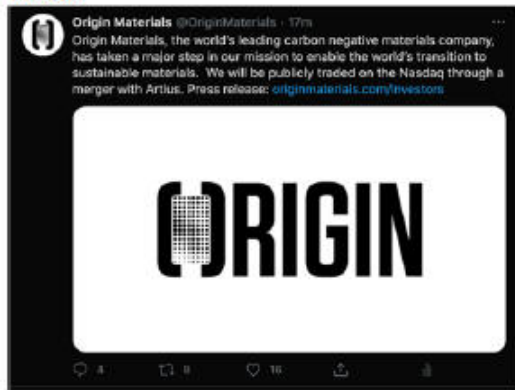 Origin Materials @OriginMaterials · 17m
Origin Materials, the world's leading carbon negative materials company,
has taken a major step in our mission to enable the world's transition to
sustainable materials. We will be publicly traded on the Nasdaq through a
merger with Artius. Press release: originmaterials.com/investors
ORIGIN
4 8 16